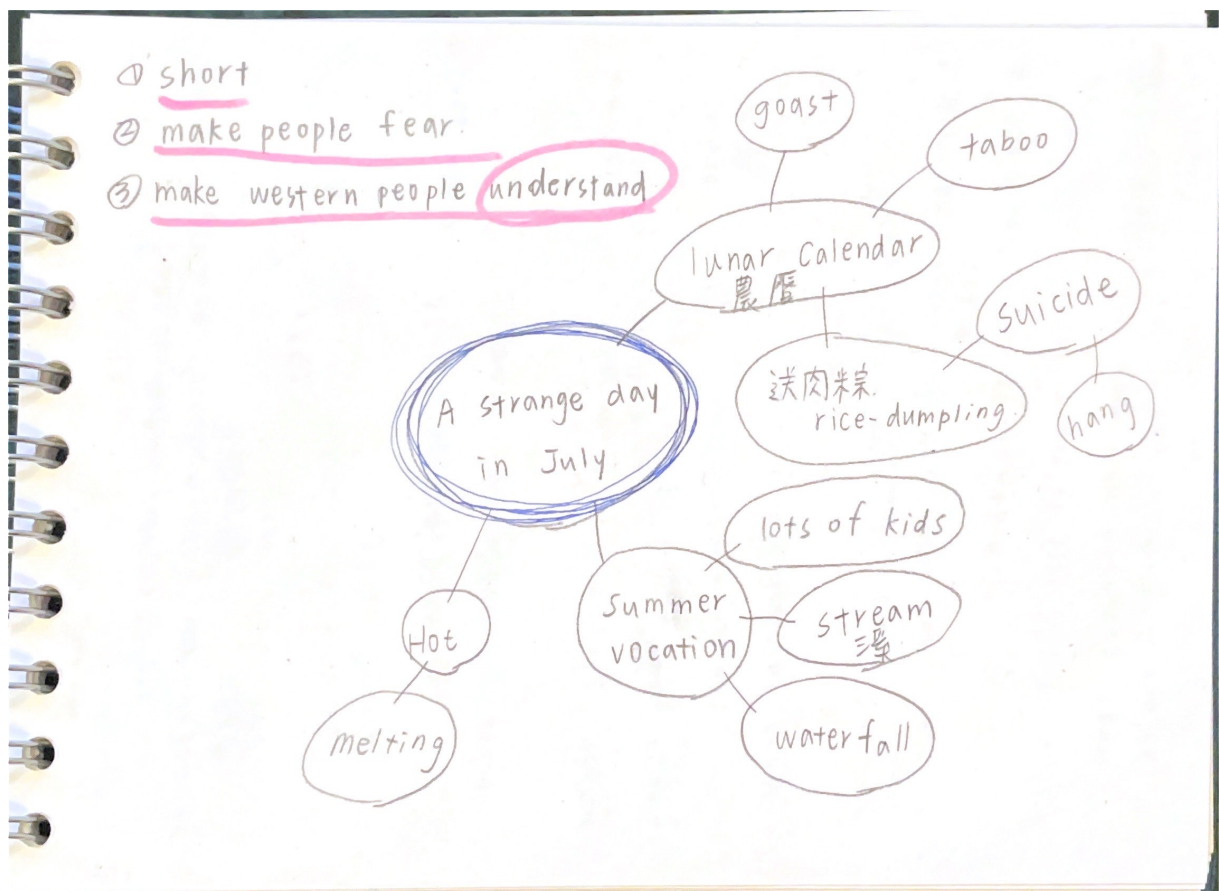 ① short
② make people fear.
③ make western people understand
goast
taboo
lunar Calendar
農曆
suicide
送肉粽
rice-dumpling
hang
A strange day
in July
lots of kids
summer
vocation
stream
溪
Hot
melting
waterfall